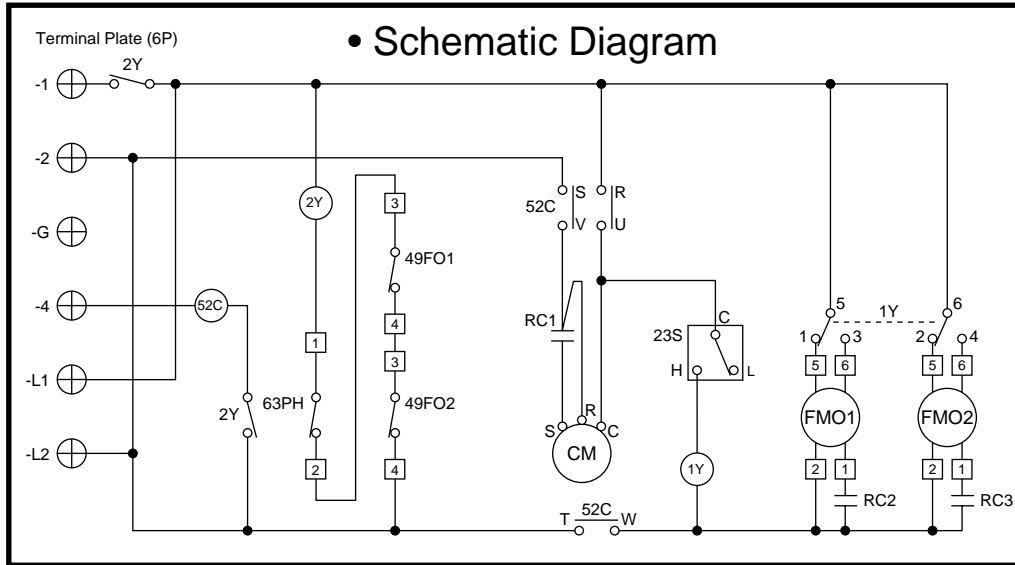 • Schematic Diagram
Terminal Plate (6P)
2Y
-1
-2
-G
-4
-L1
-L2
52C
2Y
2Y
1
63PH
2
3
49FO1
4
3
49FO2
4
52C
S
R
V
U
RC1
S
R
C
CM
T
52C
W
23S
C
H
L
1Y
5
1Y
6
1
3
2
4
5
6
5
6
FMO1
FMO2
2
1
2
1
RC2
RC3